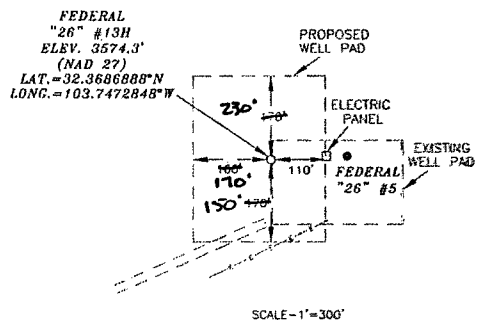 FEDERAL
"26" #13H
ELEV. 3574.3'
(NAD 27)
LAT.=32.3686888°N
LONG.=103.7472848°W
PROPOSED
WELL PAD
230'
170'
ELECTRIC
PANEL
EXISTING
WELL PAD
110'
FEDERAL
"26" #5
170'
150'
170'
SCALE-1'=300'